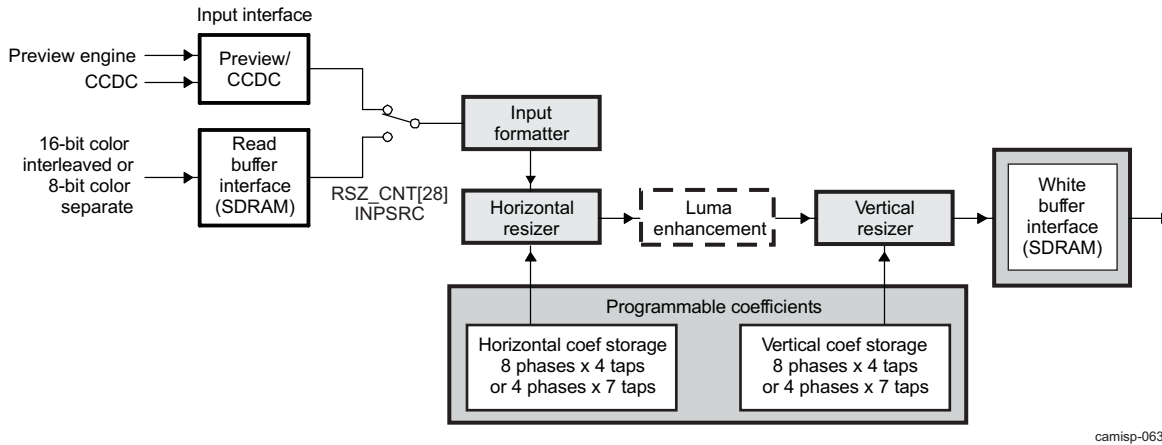 Input interface
Preview engine
CCDC
Preview/
CCDC
16-bit color
interleaved or
8-bit color
separate
Read
buffer
interface
(SDRAM)
RSZ_CNT[28]
INPSRC
Input
formatter
Horizontal
resizer
Luma
enhancement
Vertical
resizer
White
buffer
interface
(SDRAM)
Programmable coefficients
Horizontal coef storage
8 phases x 4 taps
or 4 phases x 7 taps
Vertical coef storage
8 phases x 4 taps
or 4 phases x 7 taps
camisp-063